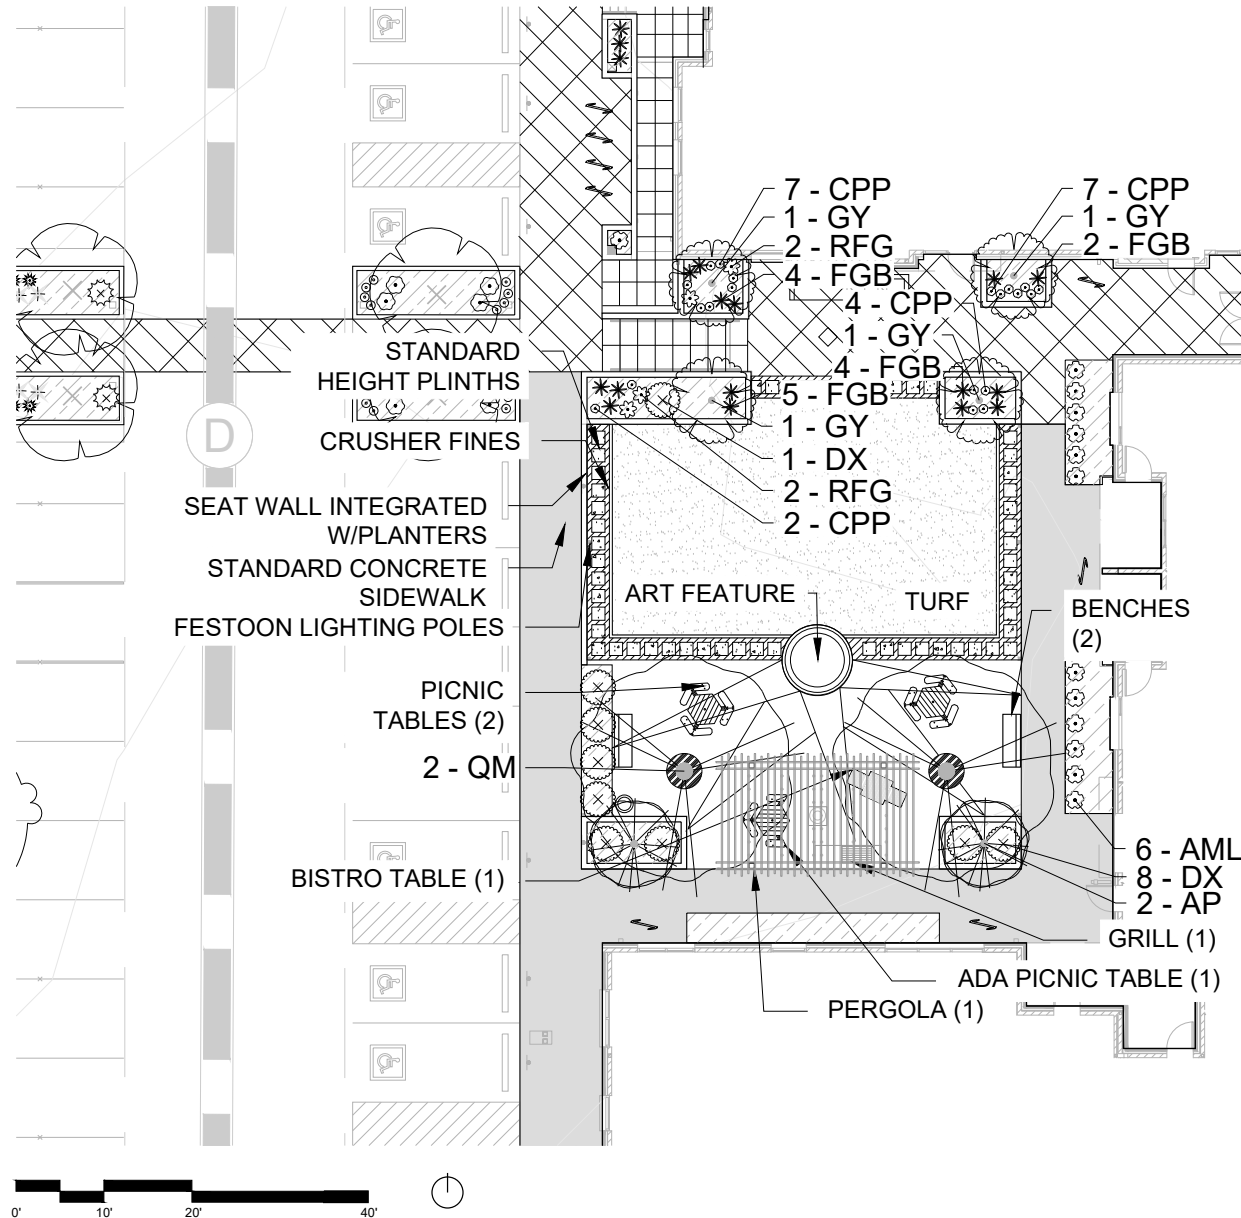 7 - CPP
1 - GY
2 - RFG
4 - FGB
7 - CPP
1 - GY
2 - FGB
4 - CPP
1 - GY
4 - FGB
STANDARD
HEIGHT PLINTHS
5 - FGB
1 - GY
1 - DX
2 - RFG
2 - CPP
CRUSHER FINES
D
SEAT WALL INTEGRATED
W/PLANTERS
STANDARD CONCRETE
SIDEWALK
FESTOON LIGHTING POLES
ART FEATURE
TURF
BENCHES
(2)
PICNIC
TABLES (2)
2 - QM
BISTRO TABLE (1)
6 - AML
8 - DX
2 - AP
GRILL (1)
ADA PICNIC TABLE (1)
PERGOLA (1)
0' 10' 20' 40'